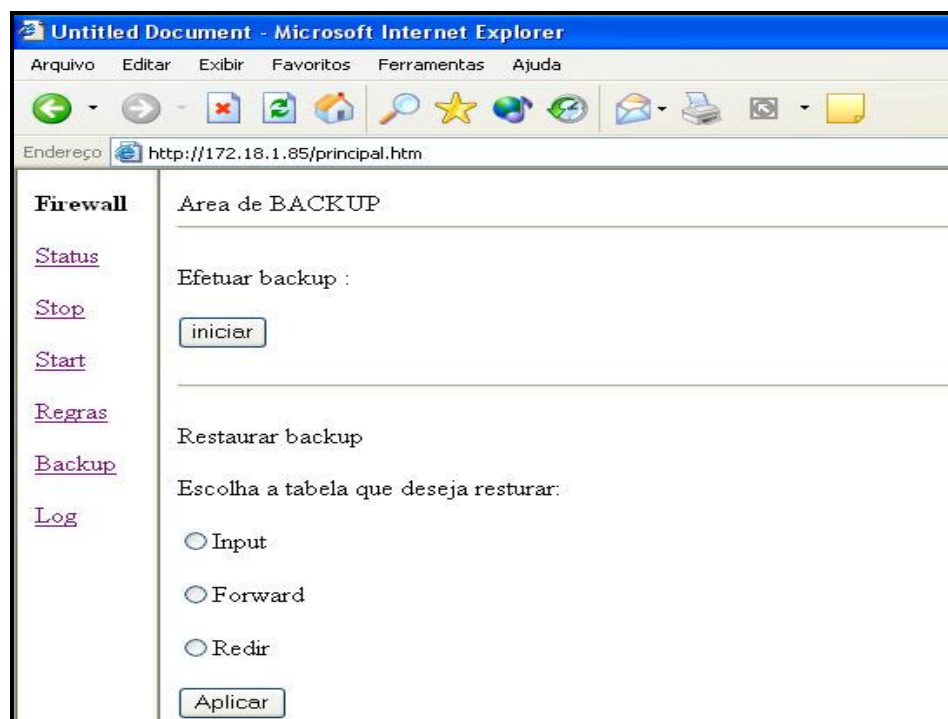 Untitled Document - Microsoft Internet Explorer
Arquivo Editar Exibir Favoritos Ferramentas Ajuda
Endereço http://172.18.1.85/principal.htm
Firewall
Status
Stop
Start
Regras
Backup
Log
Area de BACKUP
Efetuar backup :
iniciar
Restaurar backup
Escolha a tabela que deseja resturar:
Input
Forward
Redir
Aplicar